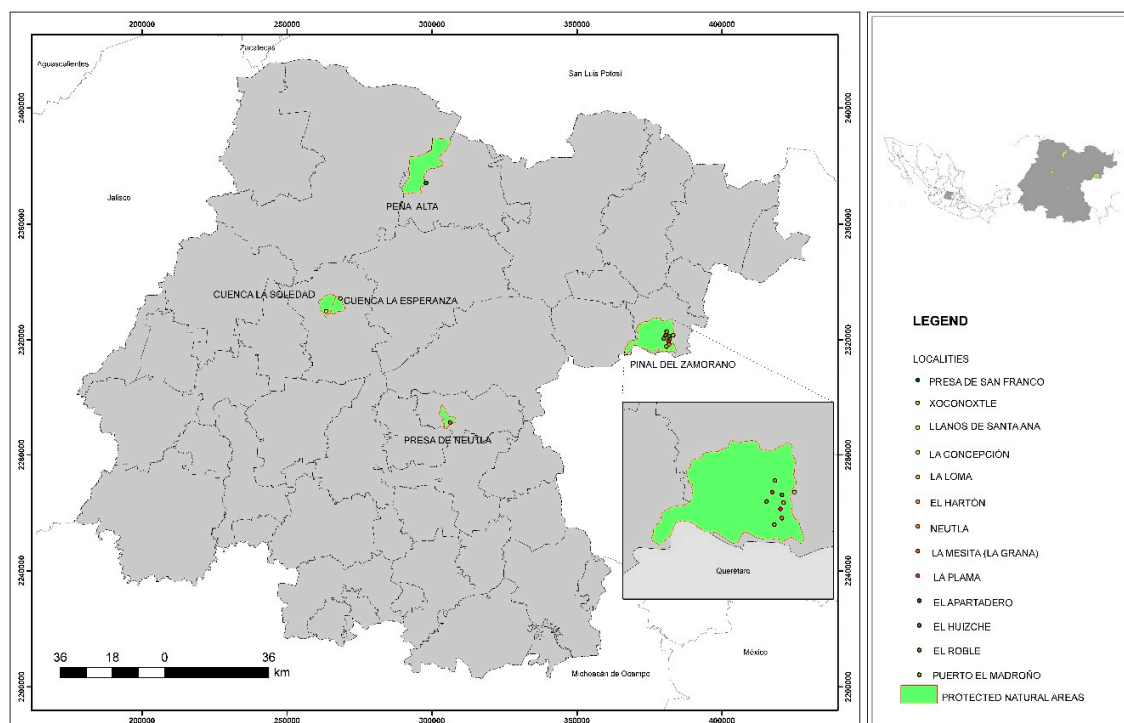 200000 250000 300000 350000 400000
Zacatecas
Aguascalientes
San Luis Potosí
2400000 2400000
Jalisco
PEÑA ALTA
2360000 2360000
CUENCA LA SOLEDAD
CUENCA LA ESPERANZA
2320000 2320000
PINAL DEL ZAMORANO
PRESA DE NEUTLA
2280000 2280000
Querétarc
2240000 2240000
México
36 18 0 36
km
Michoacán de Ocampo
2200000 2200000
200000 250000 300000 350000 400000
LEGEND
LOCALITIES
PRESA DE SAN FRANCO
XOCONOXTLE
LLANOS DE SANTA ANA
LA CONCEPCIÓN
LA LOMA
EL HARTÓN
NEUTLA
LA MESITA (LA GRANA)
LA PLAMA
EL APARTADERO
EL HUIZCHE
EL ROBLE
PUERTO EL MADROÑO
PROTECTED NATURAL AREAS